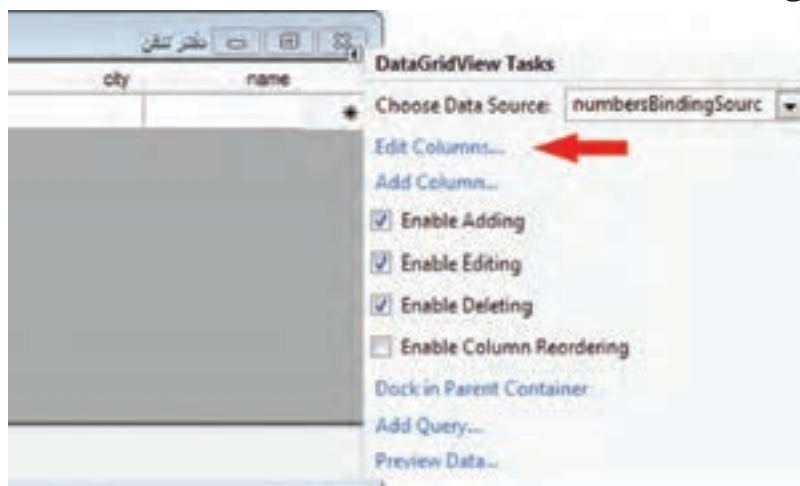 دفتر تلفن
city name
DataGridView Tasks
Choose Data Source: numbersBindingSourc
Edit Columns...
Add Column...
Enable Adding
Enable Editing
Enable Deleting
Enable Column Reordering
Dock in Parent Container
Add Query...
Preview Data...